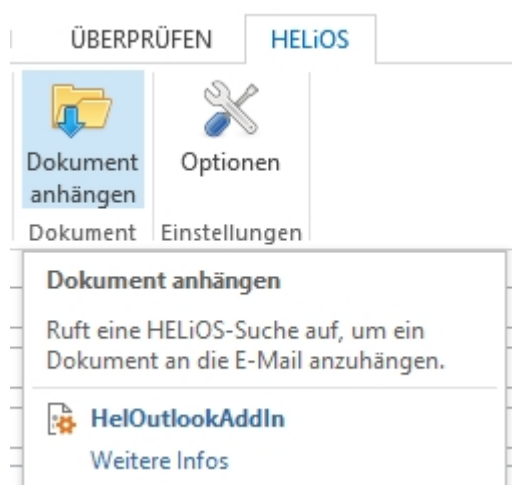 ÜBERPRÜFEN HELiOS
Dokument anhängen
Optionen
Dokument Einstellungen
Dokument anhängen
Ruft eine HELiOS-Suche auf, um ein
Dokument an die E-Mail anzuhängen.
HelOutlookAddIn
Weitere Infos